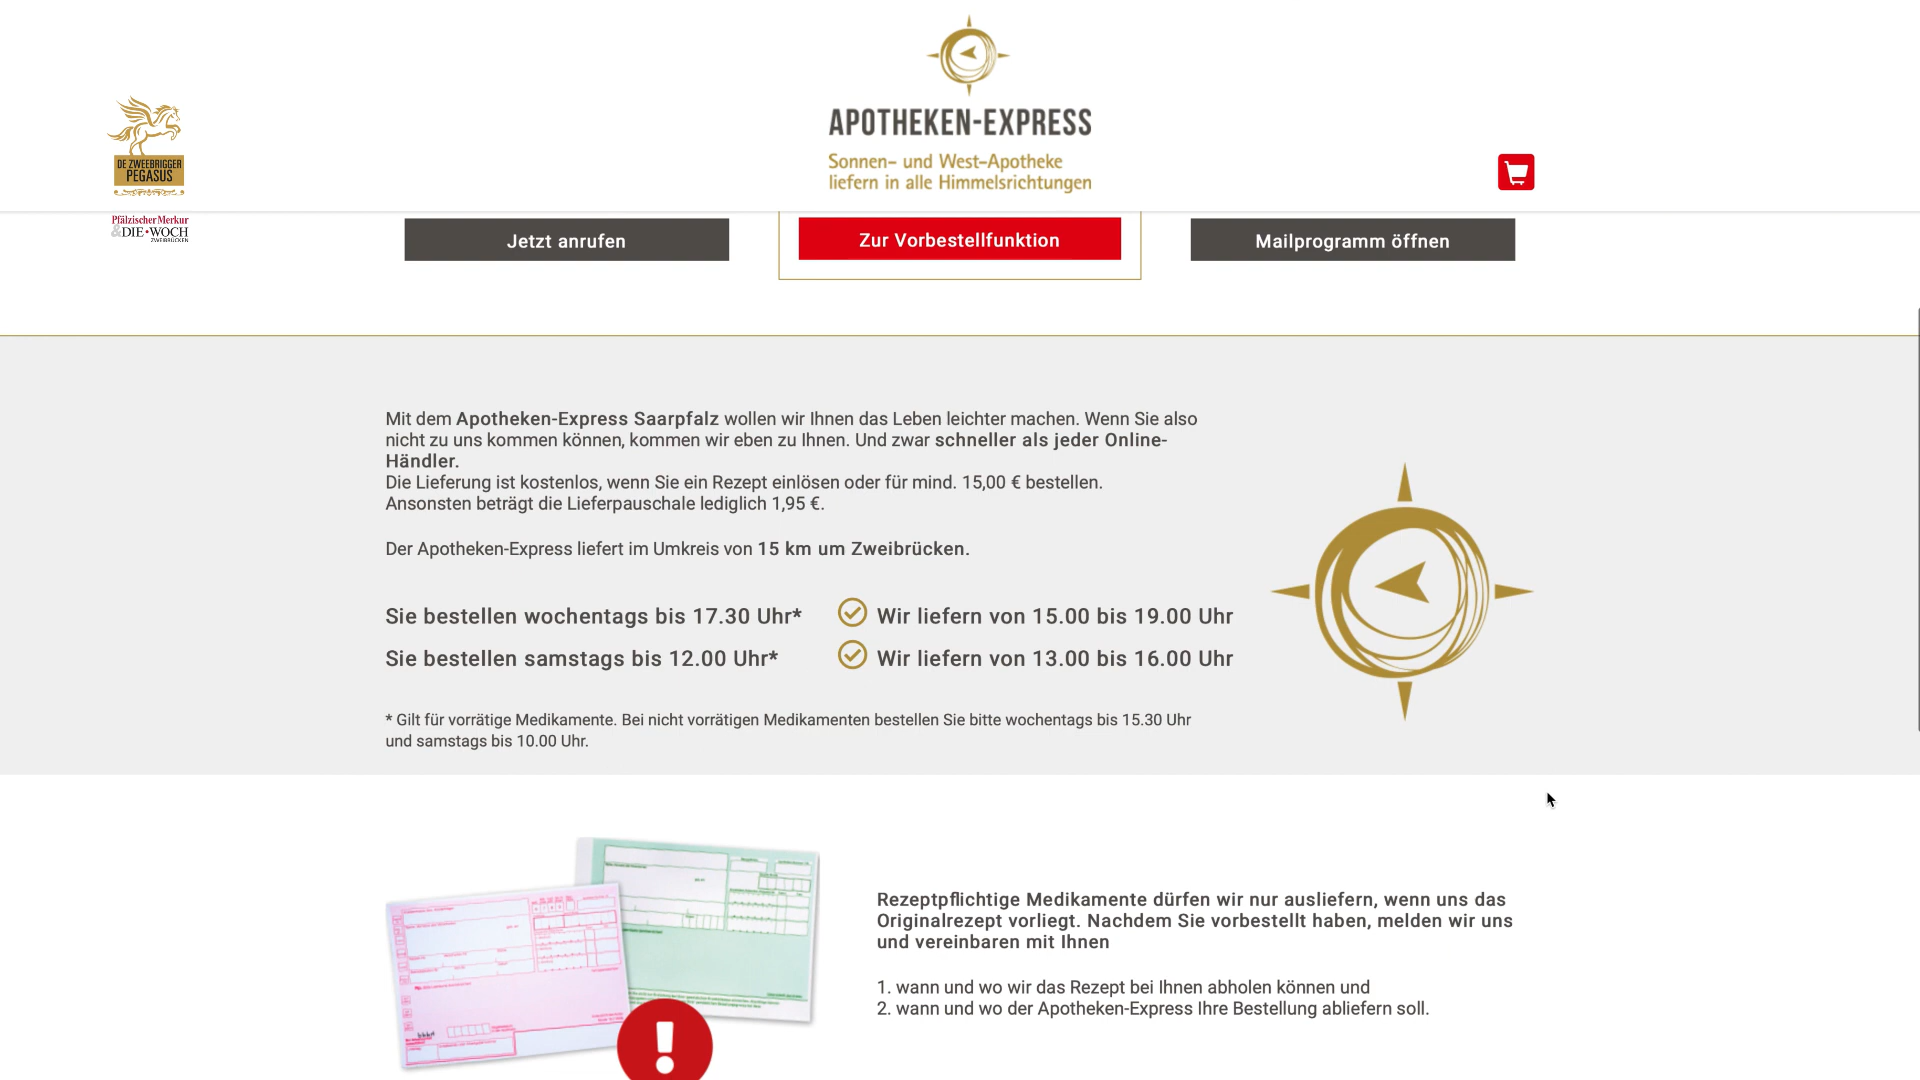 APOTHEKEN-EXPRESS
Sonnen- und West-Apotheke
liefern in alle Himmelsrichtungen
DE ZWEEBRIGGER
PEGASUS
Pfälzischer Merkur
&DIE•WOCH
ZWEIBRÜCKEN
Jetzt anrufen
Zur Vorbestellfunktion
Mailprogramm öffnen
Mit dem Apotheken-Express Saarpfalz wollen wir Ihnen das Leben leichter machen. Wenn Sie also
nicht zu uns kommen können, kommen wir eben zu Ihnen. Und zwar schneller als jeder Online-
Händler.
Die Lieferung ist kostenlos, wenn Sie ein Rezept einlösen oder für mind. 15,00 € bestellen.
Ansonsten beträgt die Lieferpauschale lediglich 1,95 €.
Der Apotheken-Express liefert im Umkreis von 15 km um Zweibrücken.
Sie bestellen wochentags bis 17.30 Uhr* Wir liefern von 15.00 bis 19.00 Uhr
Sie bestellen samstags bis 12.00 Uhr* Wir liefern von 13.00 bis 16.00 Uhr
* Gilt für vorrätige Medikamente. Bei nicht vorrätigen Medikamenten bestellen Sie bitte wochentags bis 15.30 Uhr
und samstags bis 10.00 Uhr.
Rezeptpflichtige Medikamente dürfen wir nur ausliefern, wenn uns das
Originalrezept vorliegt. Nachdem Sie vorbestellt haben, melden wir uns
und vereinbaren mit Ihnen
1. wann und wo wir das Rezept bei Ihnen abholen können und
2. wann und wo der Apotheken-Express Ihre Bestellung abliefern soll.